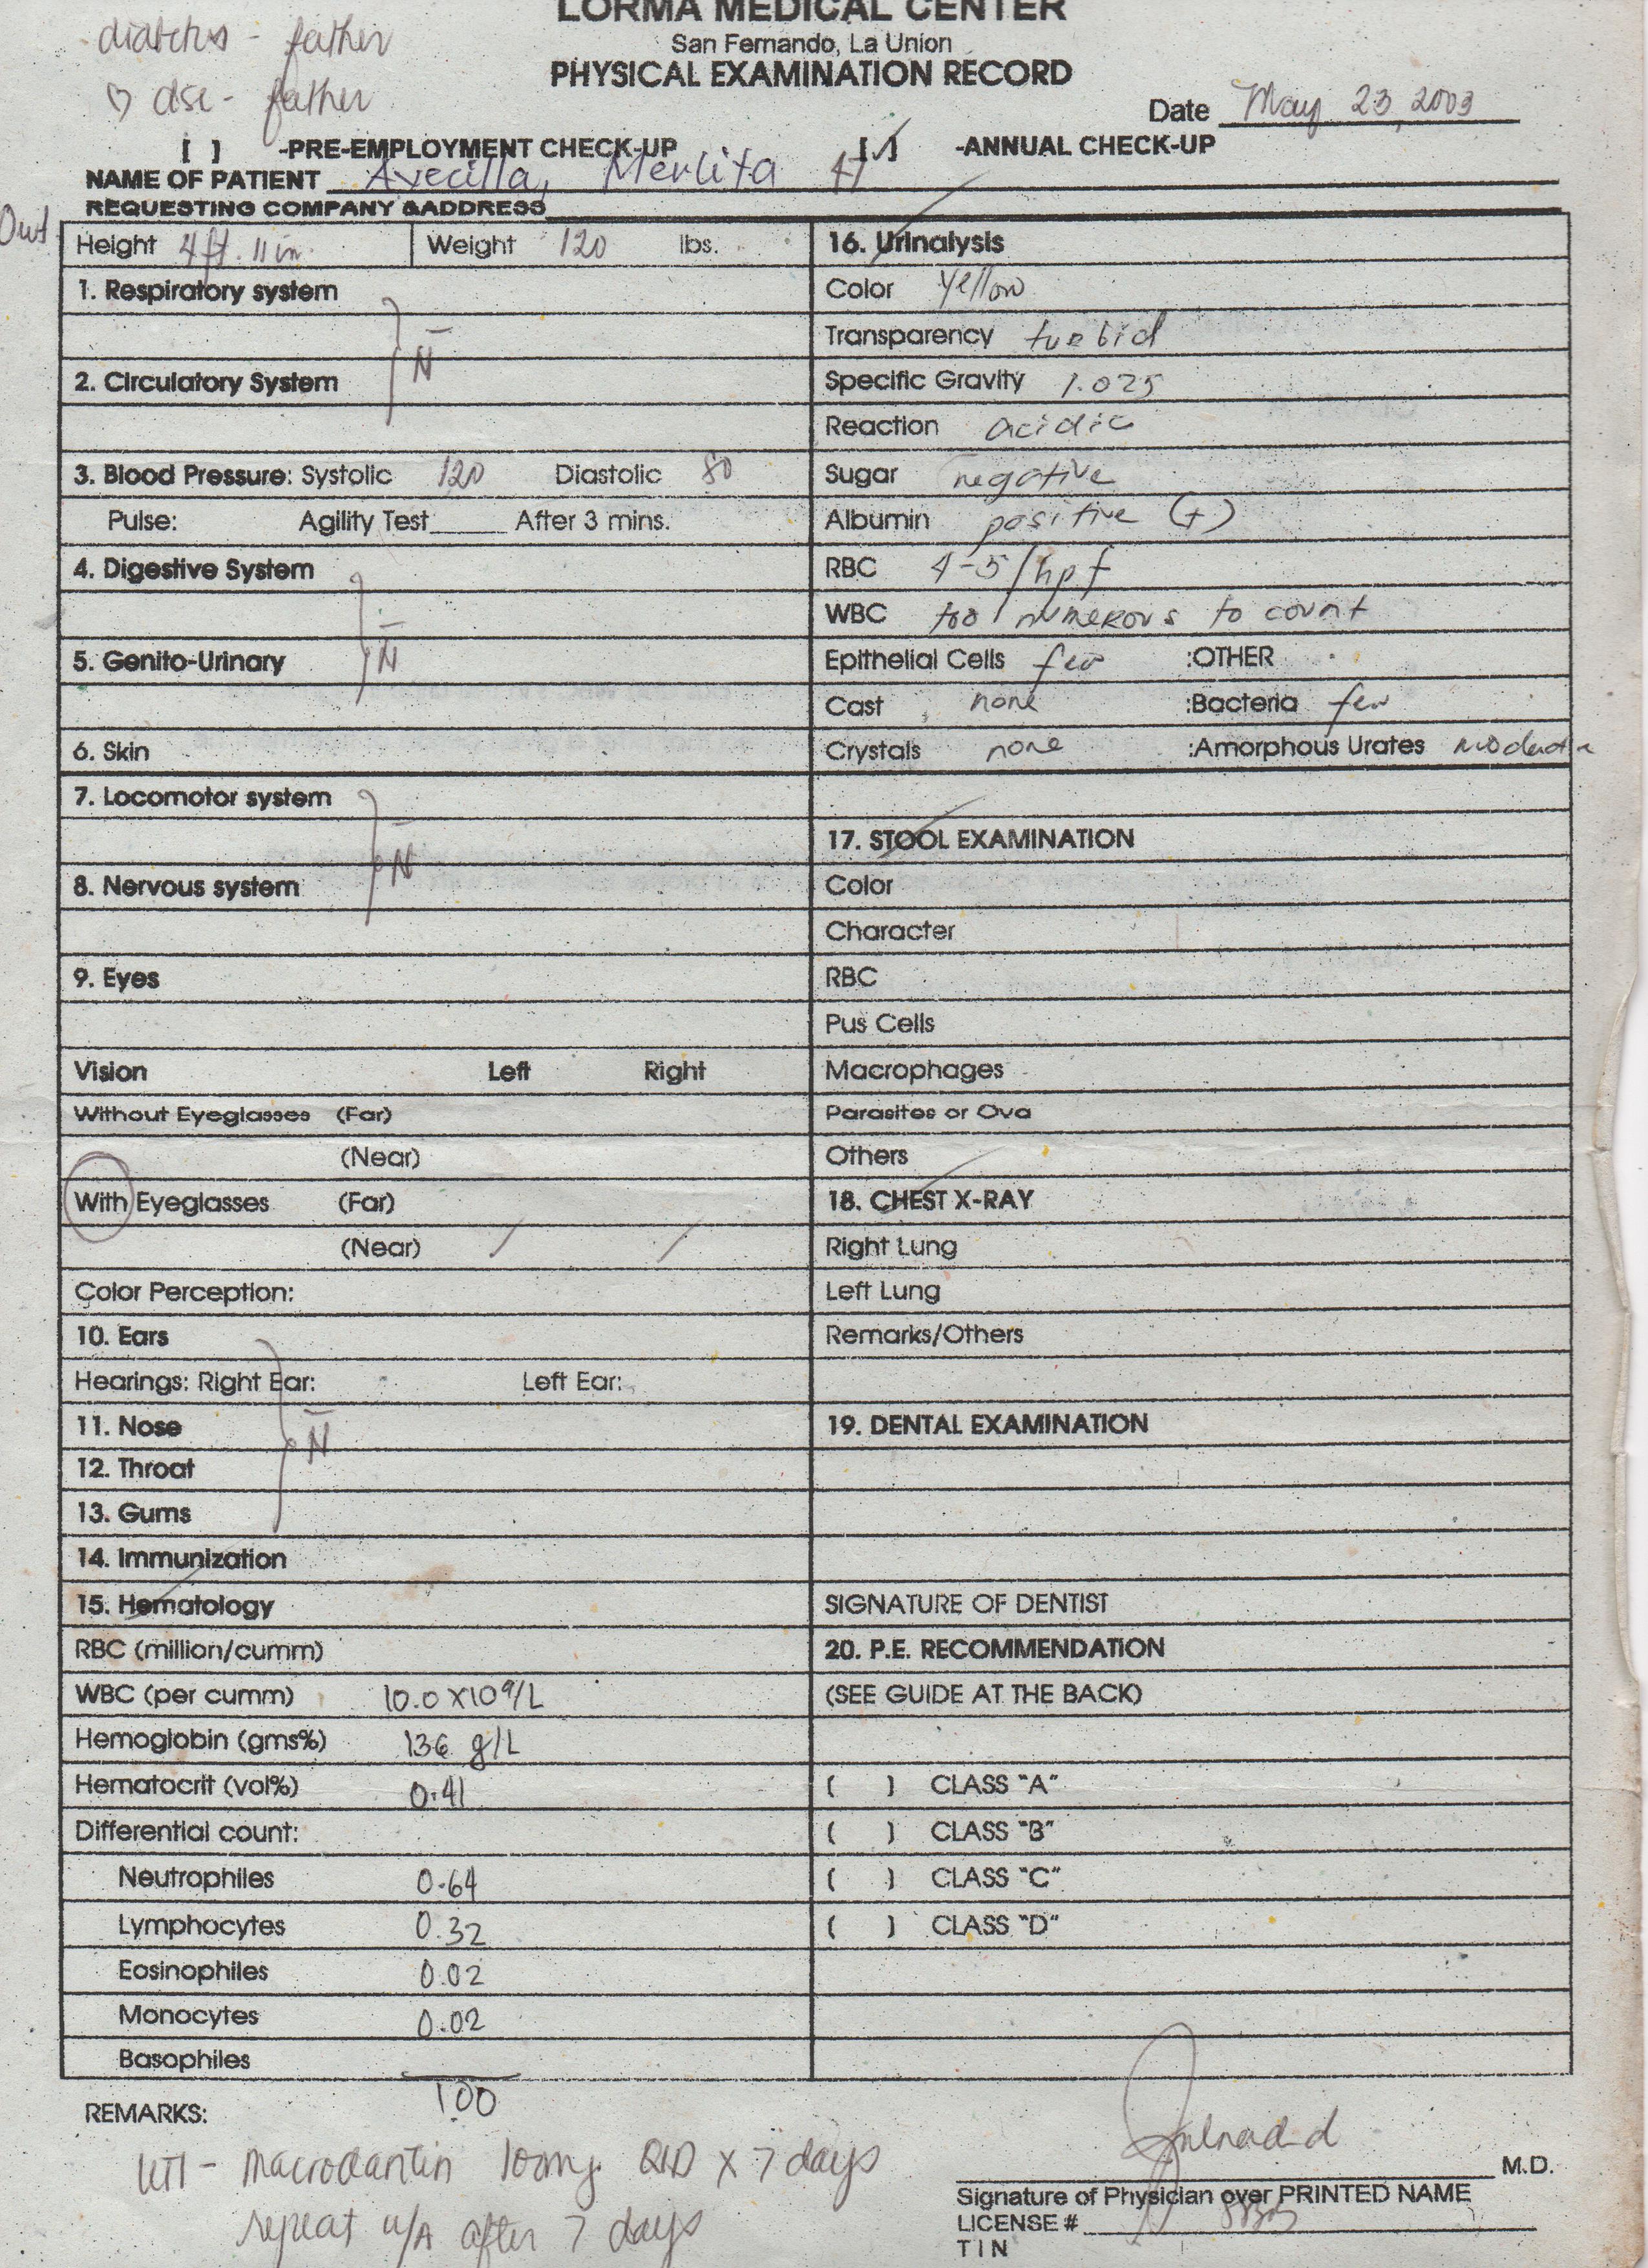 LORMA MEDICAL CENTER
San Fernando, La Union
PHYSICAL EXAMINATION RECORD
diabetes - father
♡ dse - father
Date May 23, 2003
[ ] -PRE-EMPLOYMENT CHECK-UP [✓] -ANNUAL CHECK-UP
NAME OF PATIENT Avecilla, Merlita 47
REQUESTING COMPANY &ADDRESS
Out
Height 4ft. 11in. Weight 120 lbs.
1. Respiratory system
N
2. Circulatory System
3. Blood Pressure: Systolic 120 Diastolic 80
Pulse: Agility Test_____ After 3 mins.
4. Digestive System
N
5. Genito-Urinary
6. Skin
7. Locomotor system
N
8. Nervous system
9. Eyes
Vision Left Right
Without Eyeglasses (Far)
(Near)
With Eyeglasses (Far)
(Near) / /
Color Perception:
10. Ears
Hearings: Right Ear: Left Ear:
11. Nose
N
12. Throat
13. Gums
14. Immunization
15. Hematology
RBC (million/cumm)
WBC (per cumm) 10.0 X10⁹/L
Hemoglobin (gms%) 136 g/L
Hematocrit (vol%) 0.41
Differential count:
Neutrophiles 0.64
Lymphocytes 0.32
Eosinophiles 0.02
Monocytes 0.02
Basophiles
1.00
16. Urinalysis
Color yellow
Transparency turbid
Specific Gravity 1.025
Reaction acidic
Sugar negative
Albumin positive (+)
RBC 4-5/hpf
WBC too numerous to count
Epithelial Cells few :OTHER
Cast none :Bacteria few
Crystals none :Amorphous Urates moderate
17. STOOL EXAMINATION
Color
Character
RBC
Pus Cells
Macrophages
Parasites or Ova
Others
18. CHEST X-RAY
Right Lung
Left Lung
Remarks/Others
19. DENTAL EXAMINATION
SIGNATURE OF DENTIST
20. P.E. RECOMMENDATION
(SEE GUIDE AT THE BACK)
( ) CLASS "A"
( ) CLASS "B"
( ) CLASS "C"
( ) CLASS "D"
REMARKS:
UTI - Macrodantin 100mg. QID x 7 days
repeat u/A after 7 days
M.D.
Signature of Physician over PRINTED NAME
LICENSE #
TIN